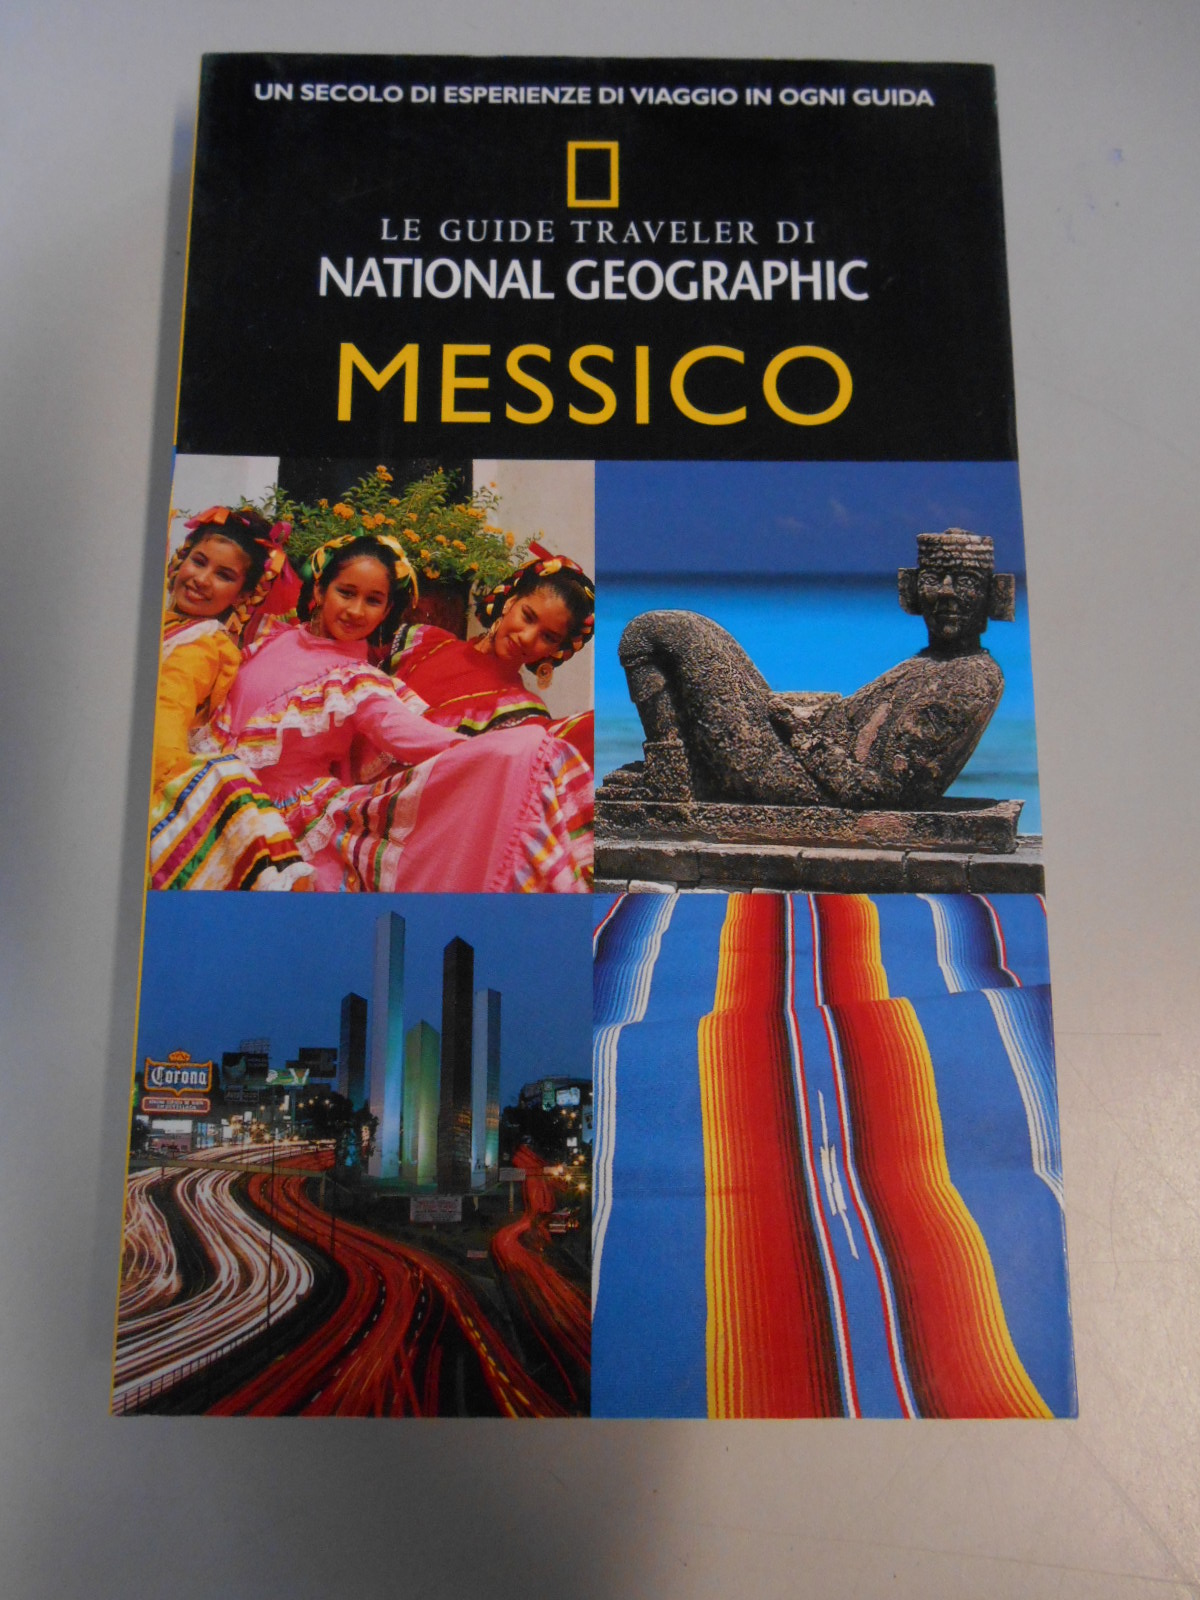 UN SECOLO DI ESPERIENZE DI VIAGGIO IN OGNI GUIDA
LE GUIDE TRAVELER DI
NATIONAL GEOGRAPHIC
MESSICO
Corona